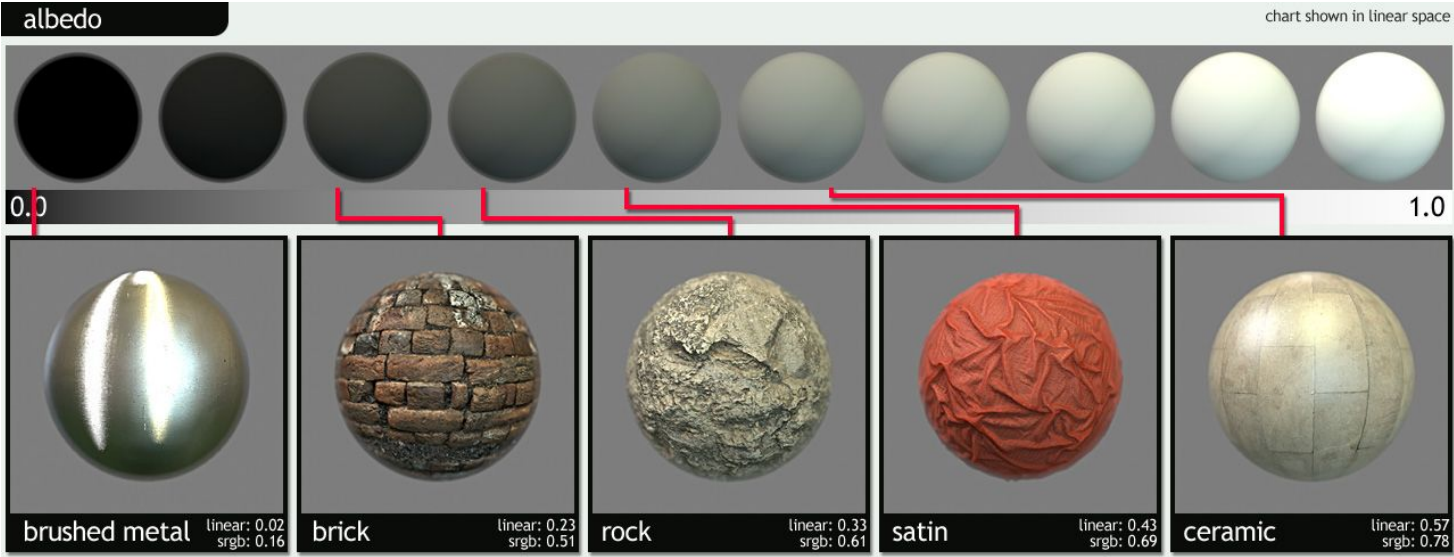 albedo
chart shown in linear space
0.0
1.0
brushed metal
linear: 0.02
srgb: 0.16
brick
linear: 0.23
srgb: 0.51
rock
linear: 0.33
srgb: 0.61
satin
linear: 0.43
srgb: 0.69
ceramic
linear: 0.57
srgb: 0.78